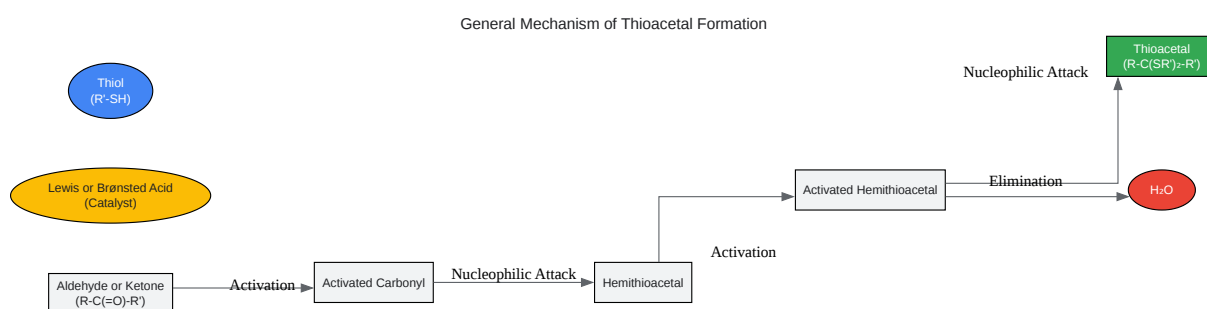 General Mechanism of Thioacetal Formation
Thioacetal
(R-C(SR')₂-R')
Nucleophilic Attack
Thiol
(R'-SH)
Lewis or Brønsted Acid
(Catalyst)
Activated Hemithioacetal
Elimination
H₂O
Activation
Aldehyde or Ketone
(R-C(=O)-R')
Activation
Activated Carbonyl
Nucleophilic Attack
Hemithioacetal